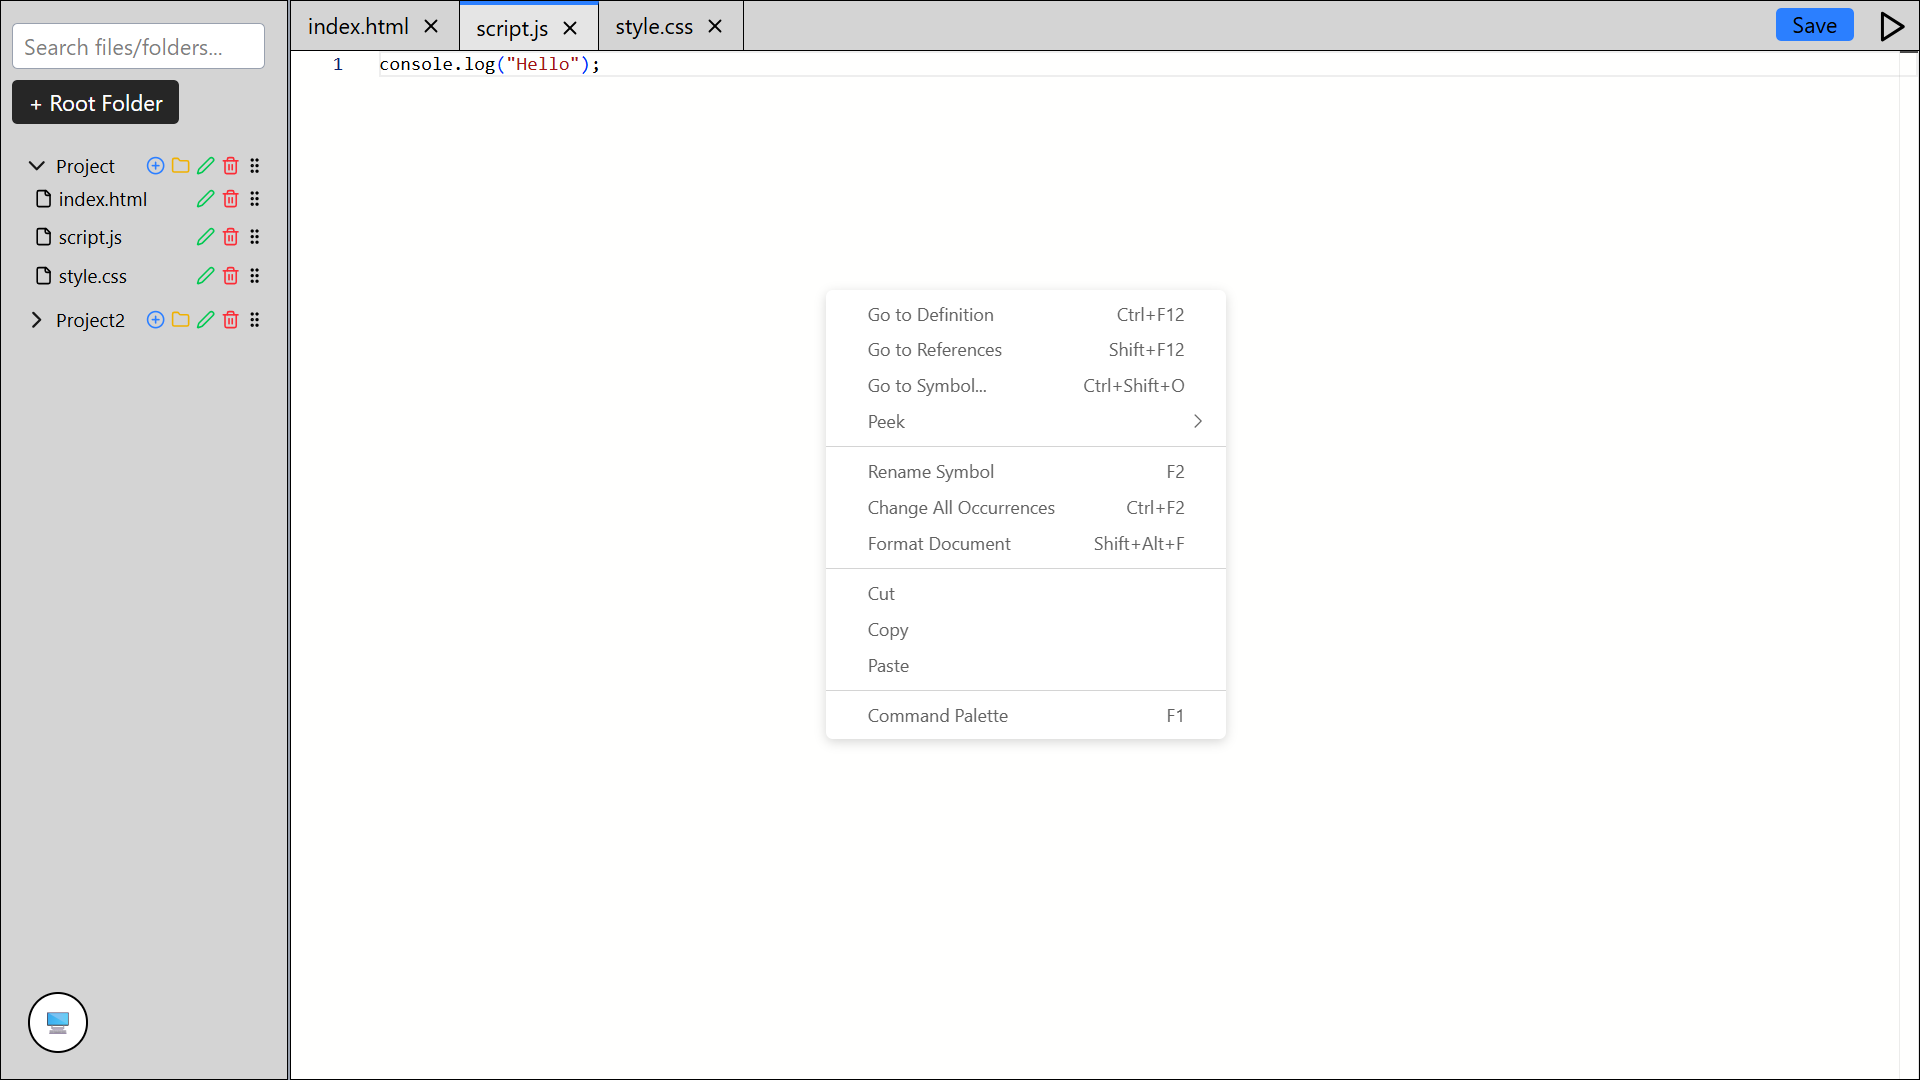 Search files/folders...
+ Root Folder
Project
index.html
script.js
style.css
Project2
index.html
script.js
style.css
Save
1 console.log("Hello");
Go to Definition Ctrl+F12
Go to References Shift+F12
Go to Symbol... Ctrl+Shift+O
Peek
Rename Symbol F2
Change All Occurrences Ctrl+F2
Format Document Shift+Alt+F
Cut
Copy
Paste
Command Palette F1